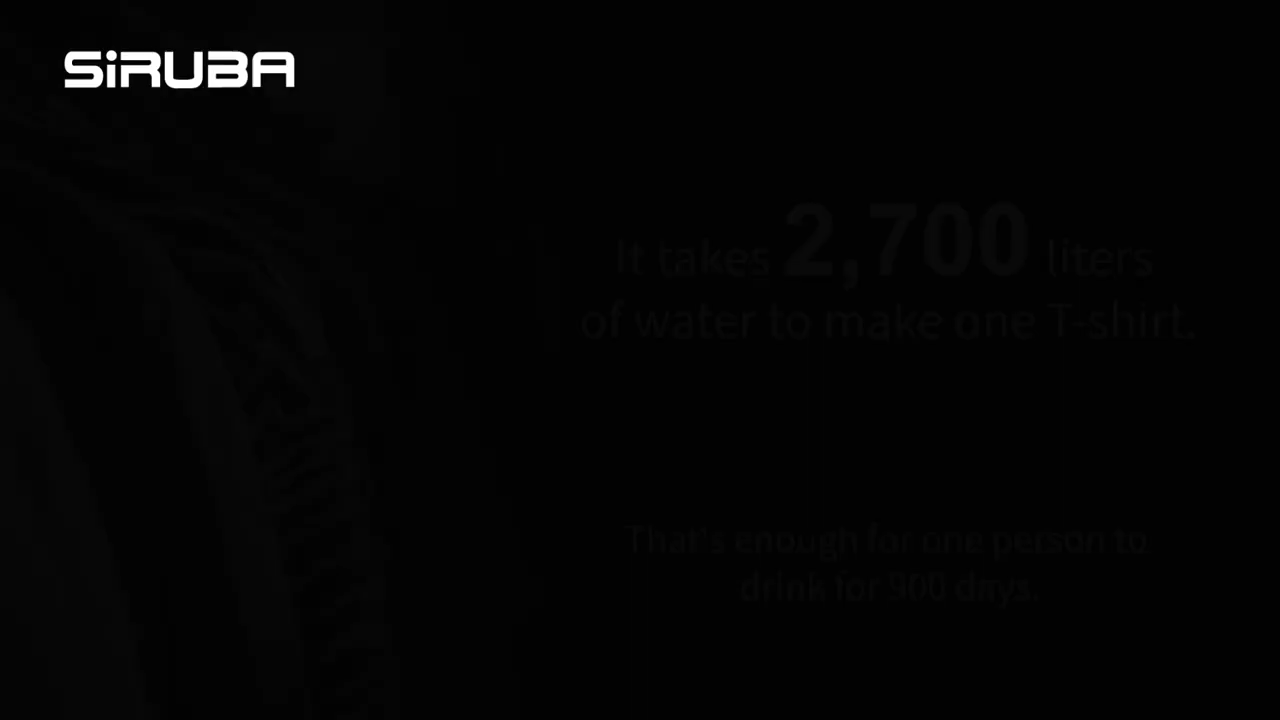 SiRUBA
It takes 2,700 liters
of water to make one T-shirt.
That's enough for one person to
drink for 900 days.